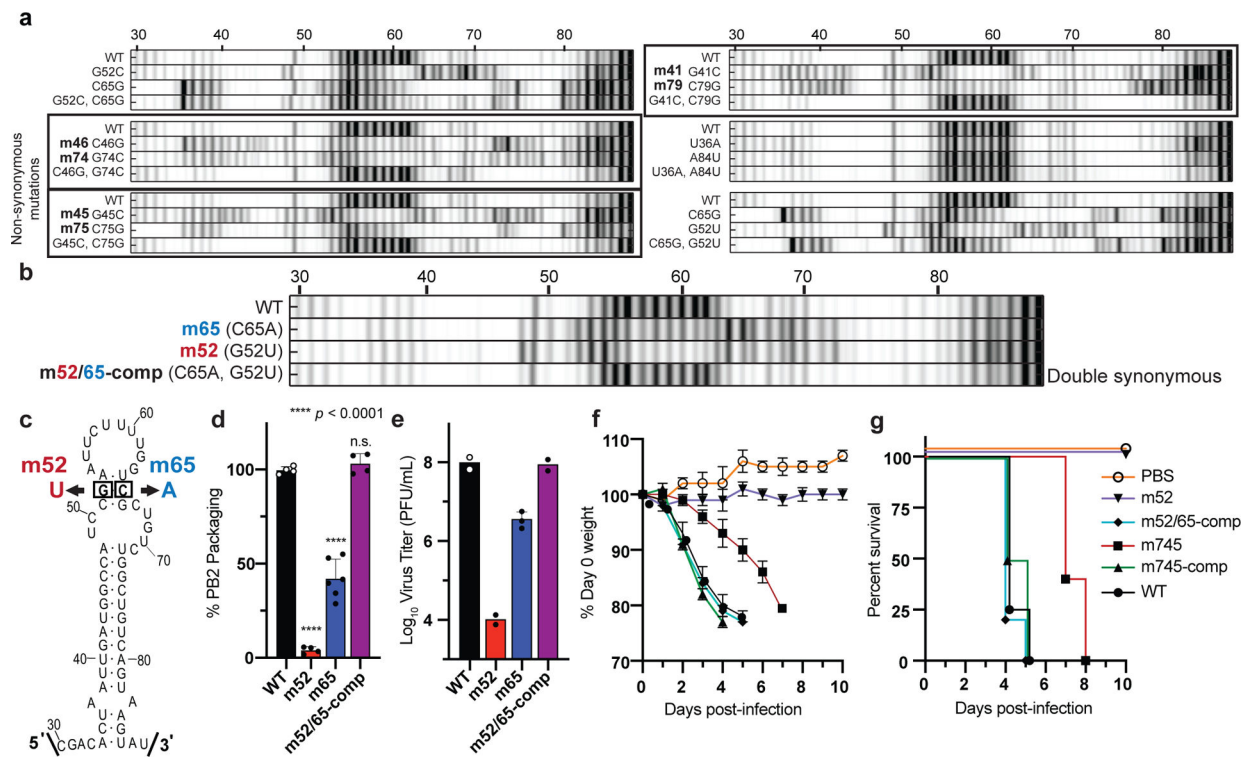 a
30 40 50 60 70 80
WT
G52C
C65G
G52C, C65G
Non-synonymous mutations
WT
m46 C46G
m74 G74C
C46G, G74C
WT
m45 G45C
m75 C75G
G45C, C75G
30 40 50 60 70 80
WT
m41 G41C
m79 C79G
G41C, C79G
WT
U36A
A84U
U36A, A84U
WT
C65G
G52U
C65G, G52U
b
30 40 50 60 70 80
WT
m65 (C65A)
m52 (G52U)
m52/65-comp (C65A, G52U)
Double synonymous
c
60
m52 m65
U G C A
50
70
40 80
30
5' CGACA 3'
d
**** p < 0.0001
% PB2 Packaging
100
50
0
****
****
n.s.
WT
m52
m65
m52/65-comp
e
Log10 Virus Titer (PFU/mL)
8
6
4
WT
m52
m65
m52/65-comp
f
% Day 0 weight
110
100
90
80
70
0 2 4 6 8 10
Days post-infection
g
Percent survival
100
50
25
0
0 2 4 6 8 10
Days post-infection
PBS
m52
m52/65-comp
m745
m745-comp
WT